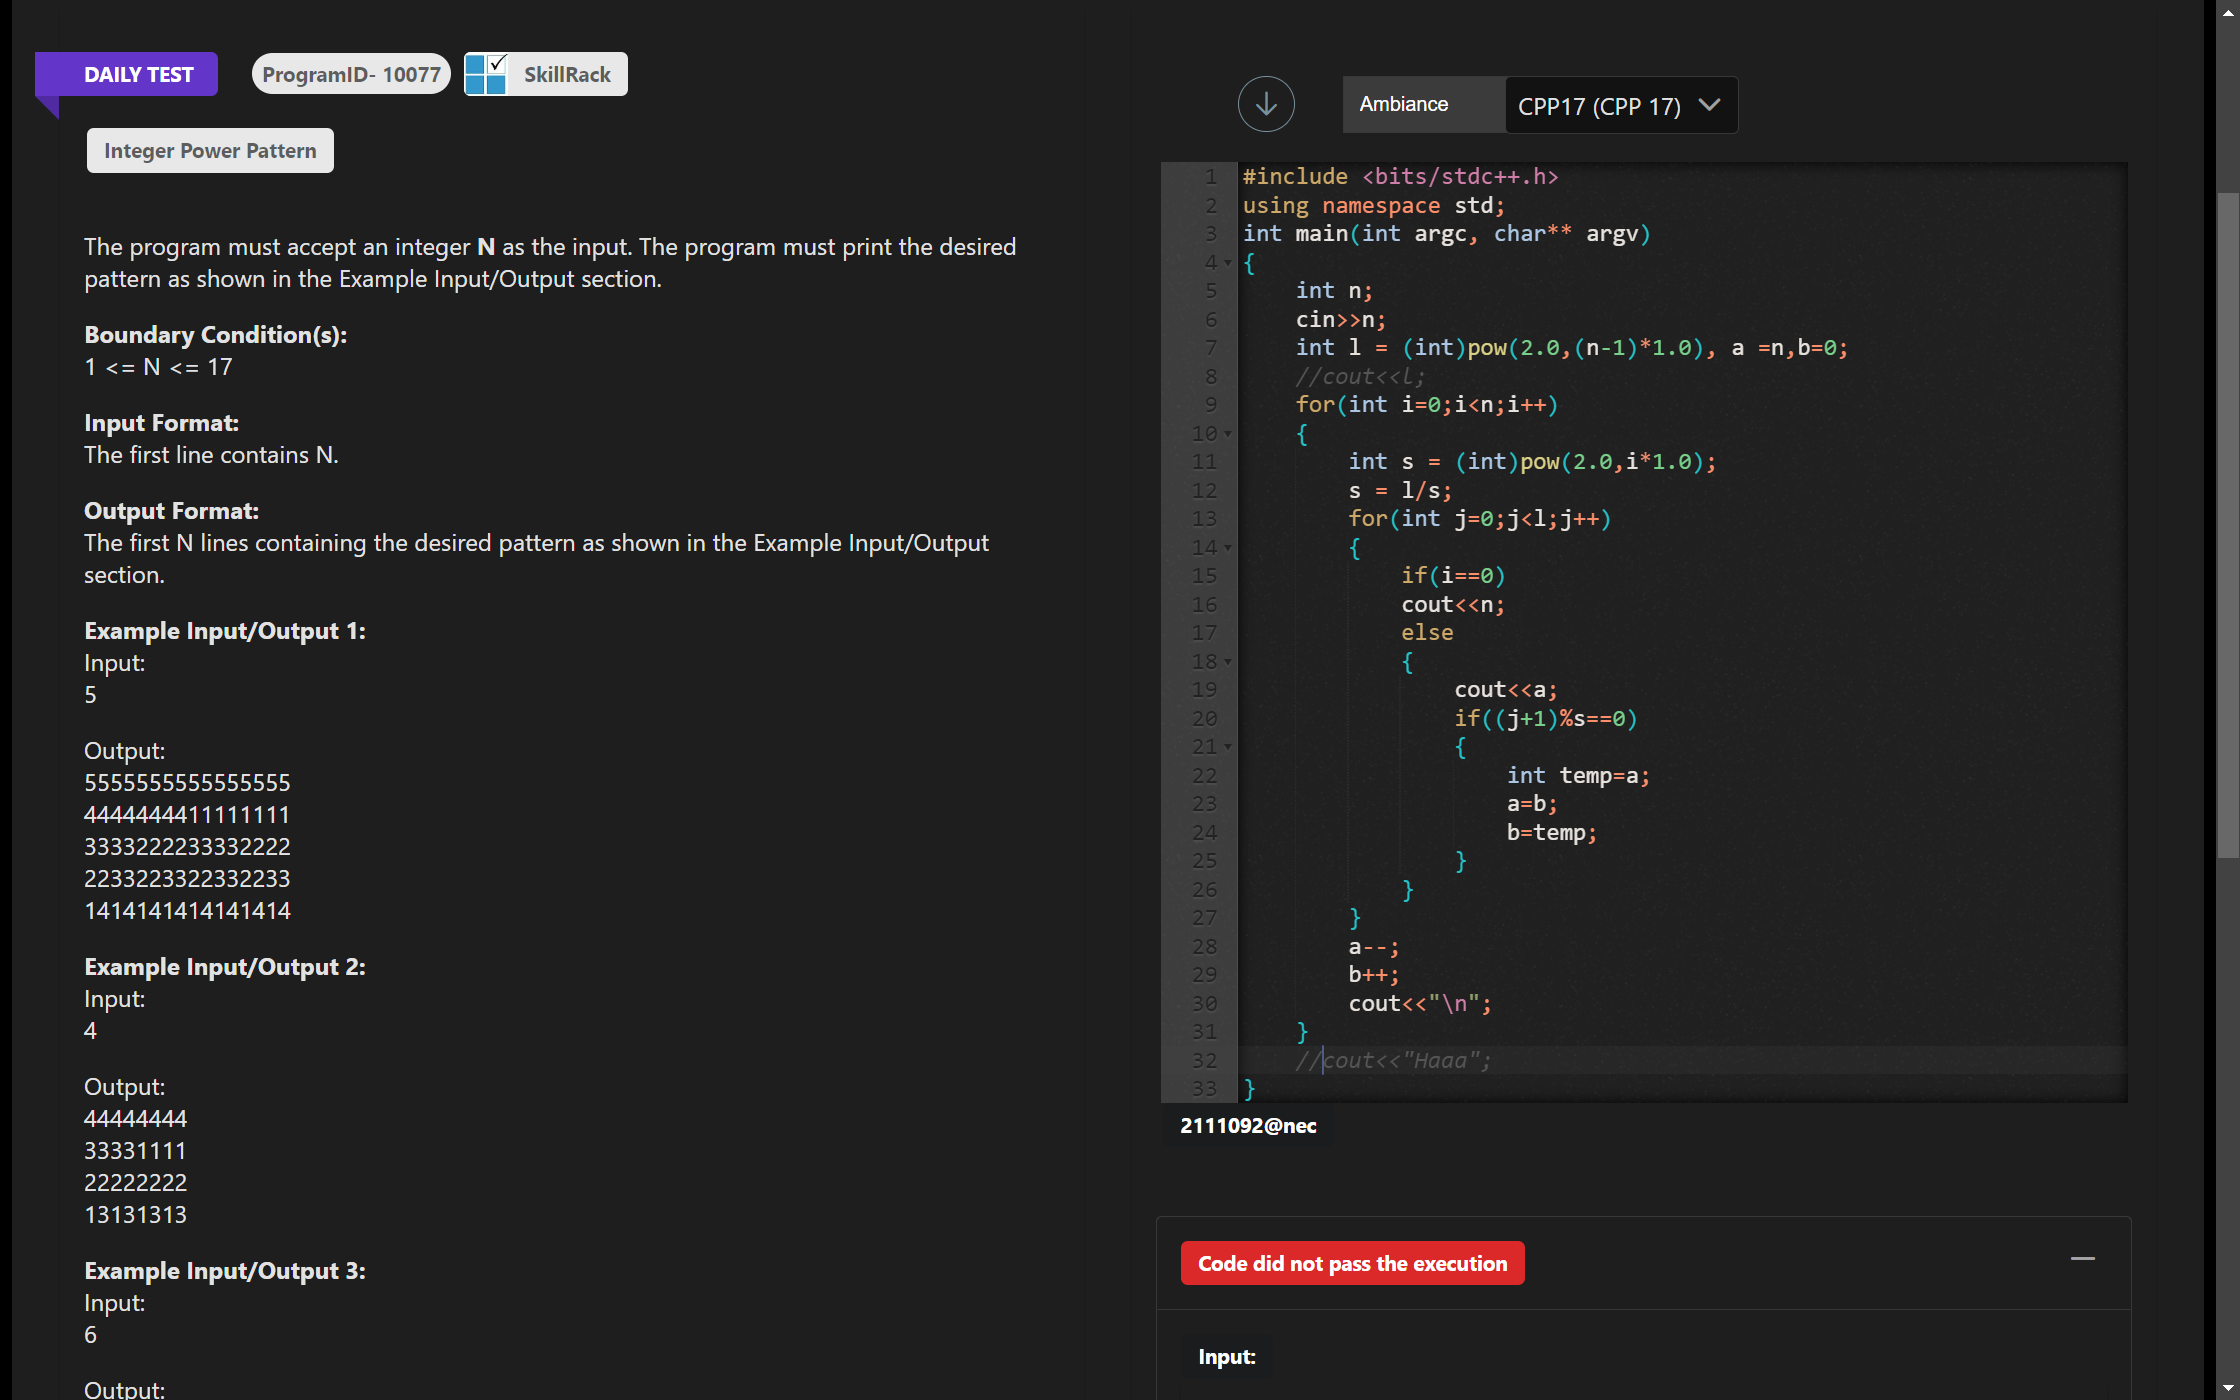 DAILY TEST
ProgramID- 10077
SkillRack
Integer Power Pattern
The program must accept an integer N as the input. The program must print the desired
pattern as shown in the Example Input/Output section.
Boundary Condition(s):
1 <= N <= 17
Input Format:
The first line contains N.
Output Format:
The first N lines containing the desired pattern as shown in the Example Input/Output
section.
Example Input/Output 1:
Input:
5
Output:
5555555555555555
4444444411111111
3333222233332222
2233223322332233
1414141414141414
Example Input/Output 2:
Input:
4
Output:
44444444
33331111
22222222
13131313
Example Input/Output 3:
Input:
6
Output:
Ambiance
CPP17 (CPP 17)
1 #include <bits/stdc++.h>
2 using namespace std;
3 int main(int argc, char** argv)
4 {
5 int n;
6 cin>>n;
7 int l = (int)pow(2.0,(n-1)*1.0), a =n,b=0;
8 //cout<<l;
9 for(int i=0;i<n;i++)
10 {
11 int s = (int)pow(2.0,i*1.0);
12 s = l/s;
13 for(int j=0;j<l;j++)
14 {
15 if(i==0)
16 cout<<n;
17 else
18 {
19 cout<<a;
20 if((j+1)%s==0)
21 {
22 int temp=a;
23 a=b;
24 b=temp;
25 }
26 }
27 }
28 a--;
29 b++;
30 cout<<"\n";
31 }
32 //cout<<"Haaa";
33 }
2111092@nec
Code did not pass the execution
Input: